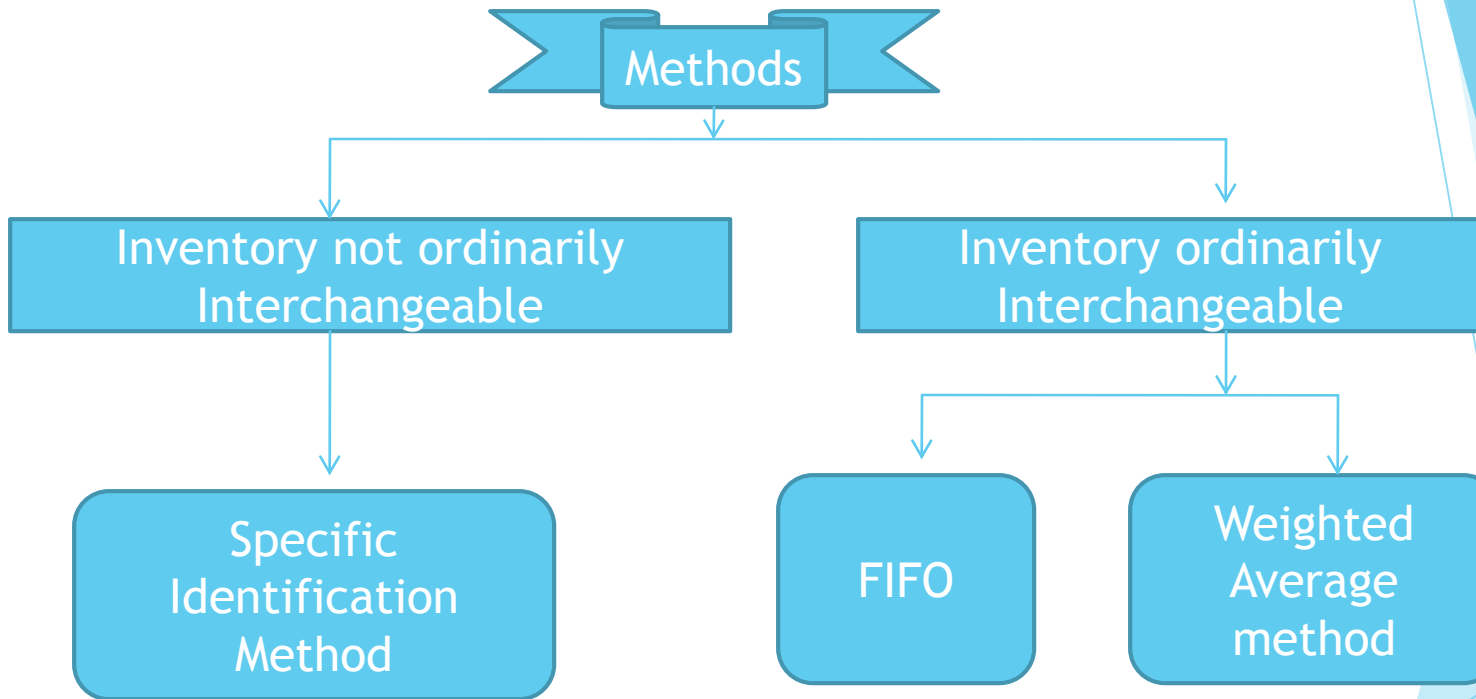 Methods
Inventory not ordinarily
Interchangeable
Inventory ordinarily
Interchangeable
Specific
Identification
Method
FIFO
Weighted
Average
method